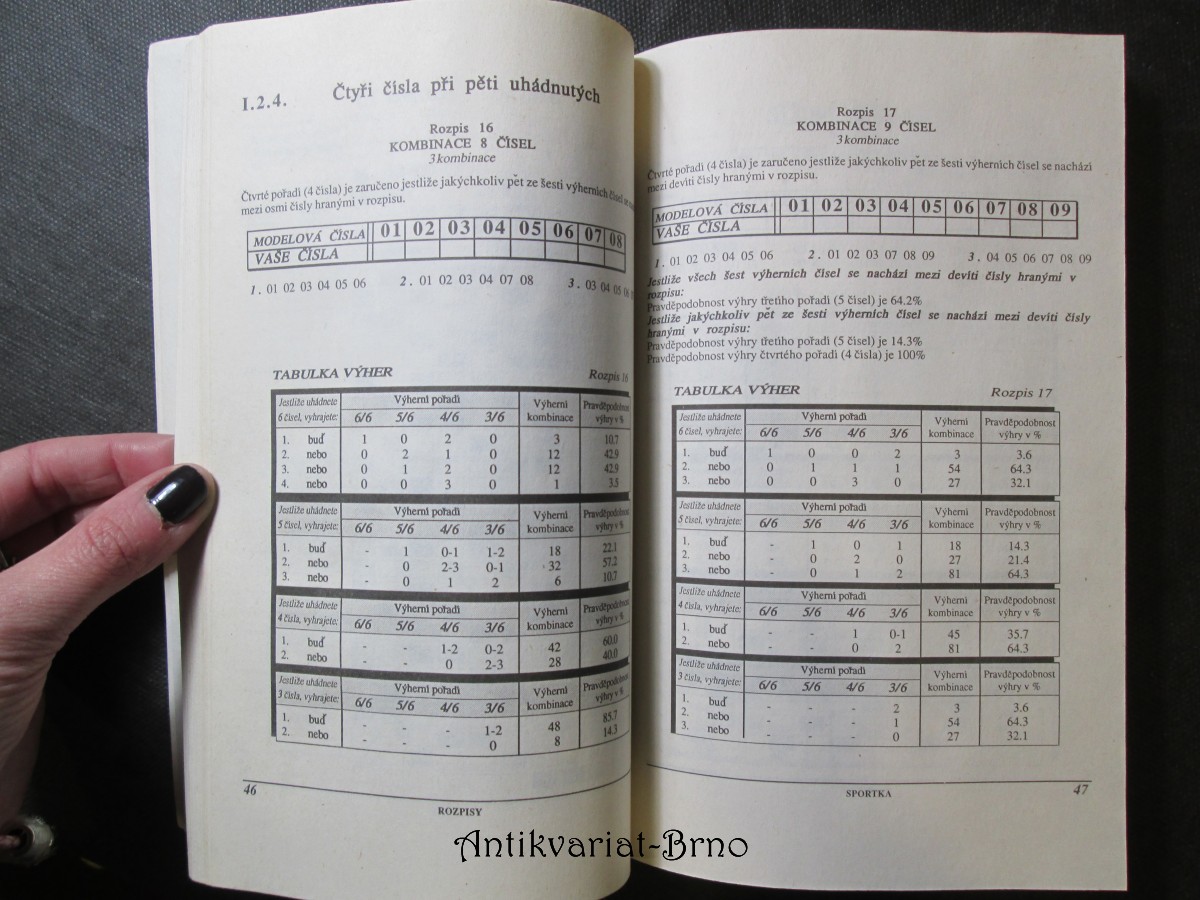 I.2.4. Čtyři čísla při pěti uhádnutých
Rozpis 16
KOMBINACE 8 ČÍSEL
3 kombinace
Čtvrté pořadí (4 čísla) je zaručeno jestliže jakýchkoliv pět ze šesti výherních čísel se
mezi osmi čísly hranými v rozpisu.
MODELOVÁ ČÍSLA 01 02 03 04 05 06 07 08
VAŠE ČÍSLA
1. 01 02 03 04 05 06 2. 01 02 03 04 07 08 3. 03 04 05 06
TABULKA VÝHER Rozpis 16
Jestliže uhádnete Výherní pořadí Výherní Pravděpodobnost
6 čísel, vyhrajete: 6/6 5/6 4/6 3/6 kombinace výhry v %
1. buď 1 0 2 0 3 10.7
2. nebo 0 2 1 0 12 42.9
3. nebo 0 1 2 0 12 42.9
4. nebo 0 0 3 0 1 3.5
Jestliže uhádnete Výherní pořadí Výherní Pravděpodobnost
5 čísel, vyhrajete: 6/6 5/6 4/6 3/6 kombinace výhry v %
1. buď - 1 0-1 1-2 18 22.1
2. nebo - 0 2-3 0-1 32 57.2
3. nebo - 0 1 2 6 10.7
Jestliže uhádnete Výherní pořadí Výherní Pravděpodobnost
4 čísla, vyhrajete: 6/6 5/6 4/6 3/6 kombinace výhry v %
1. buď - - 1-2 0-2 42 60.0
2. nebo - - 0 2-3 28 40.0
Jestliže uhádnete Výherní pořadí Výherní Pravděpodobnost
3 čísla, vyhrajete: 6/6 5/6 4/6 3/6 kombinace výhry v %
1. buď - - - 1-2 48 85.7
2. nebo - - - 0 8 14.3
46
ROZPISY
Rozpis 17
KOMBINACE 9 ČÍSEL
3 kombinace
Čtvrté pořadí (4 čísla) je zaručeno jestliže jakýchkoliv pět ze šesti výherních čísel se nachází
mezi devíti čísly hranými v rozpisu.
MODELOVÁ ČÍSLA 01 02 03 04 05 06 07 08 09
VAŠE ČÍSLA
1. 01 02 03 04 05 06 2. 01 02 03 07 08 09 3. 04 05 06 07 08 09
Jestliže všech šest výherních čísel se nachází mezi devíti čísly hranými v
rozpisu:
Pravděpodobnost výhry třetího pořadí (5 čísel) je 64.2%
Jestliže jakýchkoliv pět ze šesti výherních čísel se nachází mezi devíti čísly
hranými v rozpisu:
Pravděpodobnost výhry třetího pořadí (5 čísel) je 14.3%
Pravděpodobnost výhry čtvrtého pořadí (4 čísla) je 100%
TABULKA VÝHER Rozpis 17
Jestliže uhádnete Výherní pořadí Výherní Pravděpodobnost
6 čísel, vyhrajete: 6/6 5/6 4/6 3/6 kombinace výhry v %
1. buď 1 0 0 2 3 3.6
2. nebo 0 1 1 1 54 64.3
3. nebo 0 0 3 0 27 32.1
Jestliže uhádnete Výherní pořadí Výherní Pravděpodobnost
5 čísel, vyhrajete: 6/6 5/6 4/6 3/6 kombinace výhry v %
1. buď - 1 0 1 18 14.3
2. nebo - 0 2 0 27 21.4
3. nebo - 0 1 2 81 64.3
Jestliže uhádnete Výherní pořadí Výherní Pravděpodobnost
4 čísla, vyhrajete: 6/6 5/6 4/6 3/6 kombinace výhry v %
1. buď - - 1 0-1 45 35.7
2. nebo - - 0 2 81 64.3
Jestliže uhádnete Výherní pořadí Výherní Pravděpodobnost
3 čísla, vyhrajete: 6/6 5/6 4/6 3/6 kombinace výhry v %
1. buď - - - 2 3 3.6
2. nebo - - - 1 54 64.3
3. nebo - - - 0 27 32.1
SPORTKA
47
Antikvariat-Brno